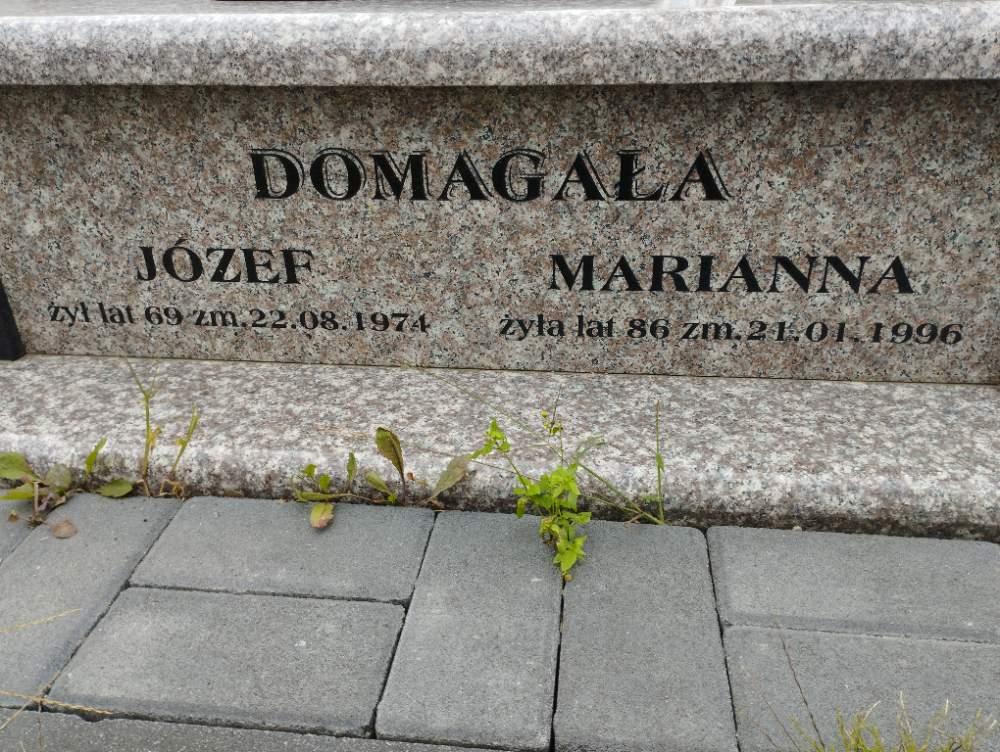 DOMAGAŁA
JÓZEF MARIANNA
żył lat 69 zm.22.08.1974 żyła lat 86 zm.21.01.1996